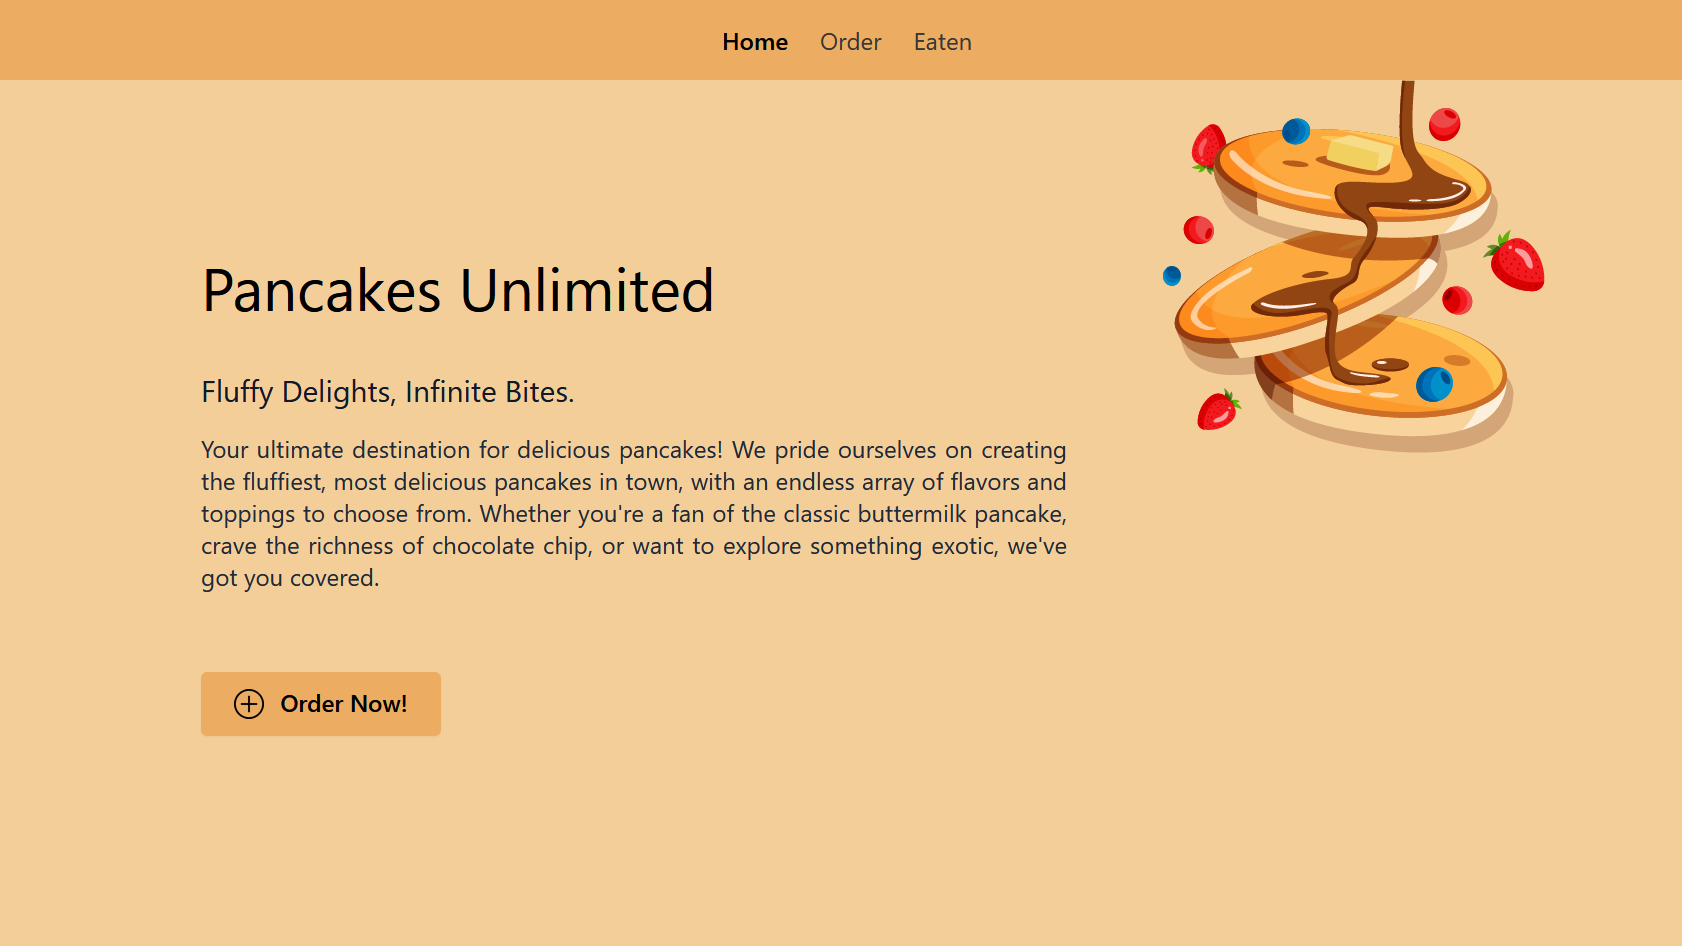 Home Order Eaten
Pancakes Unlimited
Fluffy Delights, Infinite Bites.
Your ultimate destination for delicious pancakes! We pride ourselves on creating
the fluffiest, most delicious pancakes in town, with an endless array of flavors and
toppings to choose from. Whether you're a fan of the classic buttermilk pancake,
crave the richness of chocolate chip, or want to explore something exotic, we've
got you covered.
Order Now!